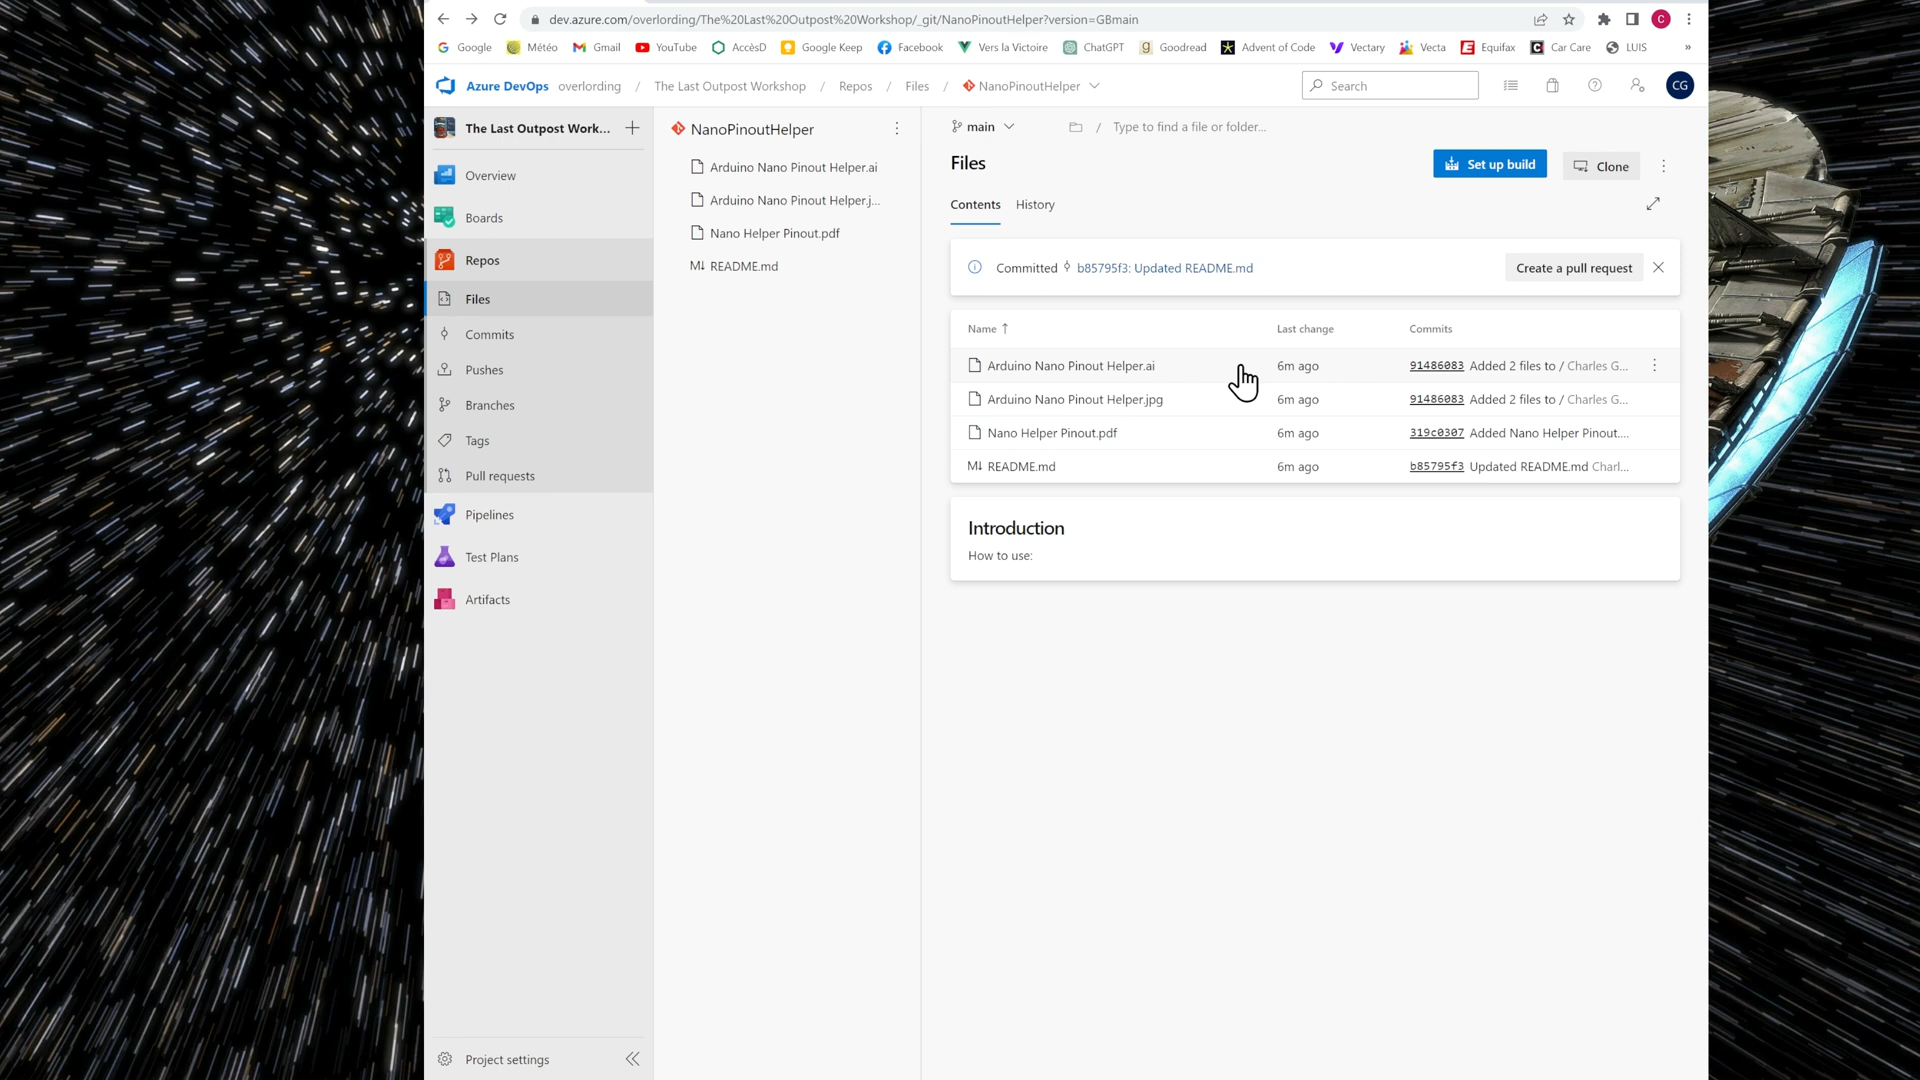 dev.azure.com/overlording/The%20Last%20Outpost%20Workshop/_git/NanoPinoutHelper?version=GBmain
C
Google Météo Gmail YouTube AccèsD Google Keep Facebook Vers la Victoire ChatGPT Goodread Advent of Code Vectary Vecta Equifax Car Care LUIS »
Azure DevOps overlording / The Last Outpost Workshop / Repos / Files / NanoPinoutHelper
Search
CG
The Last Outpost Work...
Overview
Boards
Repos
Files
Commits
Pushes
Branches
Tags
Pull requests
Pipelines
Test Plans
Artifacts
Project settings
NanoPinoutHelper
Arduino Nano Pinout Helper.ai
Arduino Nano Pinout Helper.j...
Nano Helper Pinout.pdf
README.md
main / Type to find a file or folder...
Files
Set up build
Clone
Contents History
Committed b85795f3: Updated README.md
Create a pull request
Name ↑ Last change Commits
Arduino Nano Pinout Helper.ai 6m ago 91486083 Added 2 files to / Charles G...
Arduino Nano Pinout Helper.jpg 6m ago 91486083 Added 2 files to / Charles G...
Nano Helper Pinout.pdf 6m ago 319c0307 Added Nano Helper Pinout....
README.md 6m ago b85795f3 Updated README.md Charl...
Introduction
How to use: